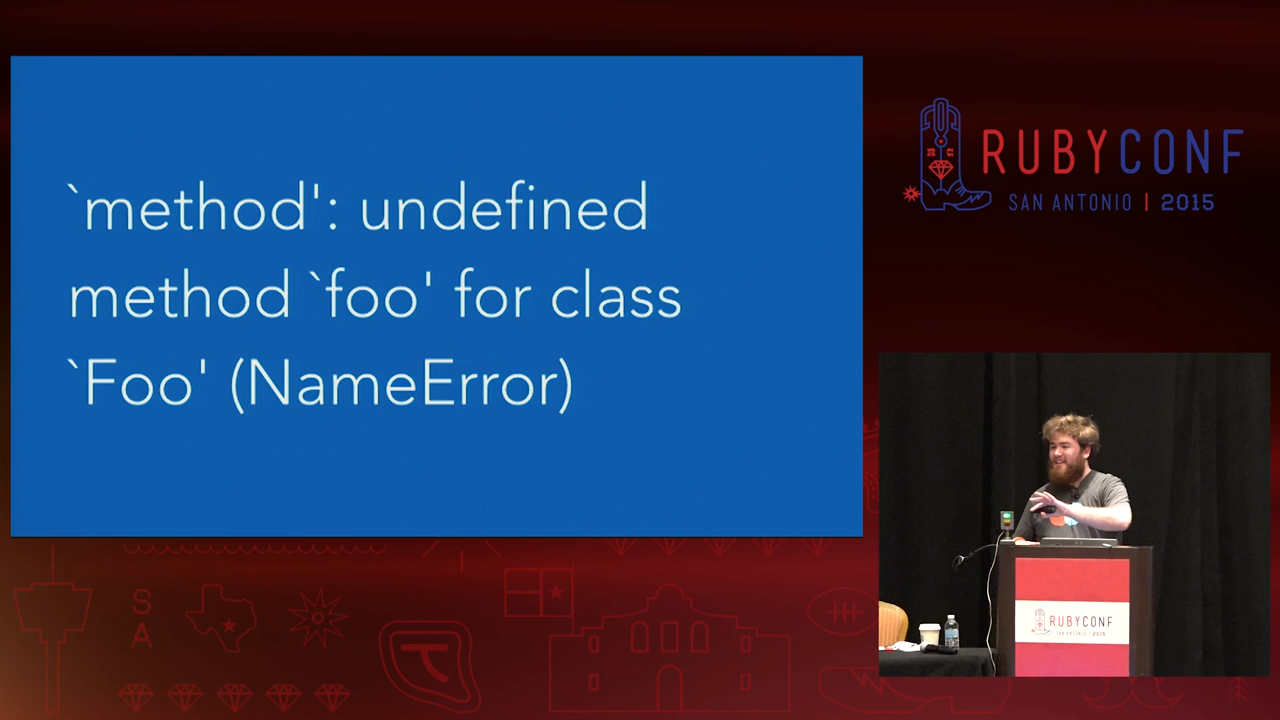 `method': undefined
method `foo' for class
`Foo' (NameError)
RUBYCONF
SAN ANTONIO | 2015
S
A
RUBYCONF
SAN ANTONIO | 2015